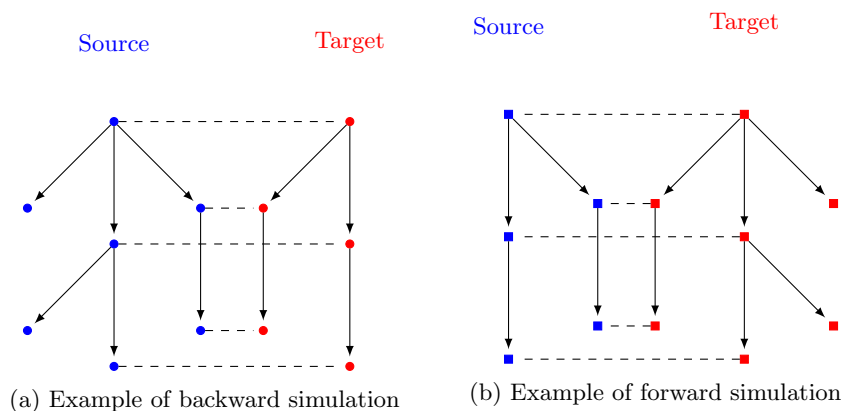 Source
Target
Source
Target
(a) Example of backward simulation
(b) Example of forward simulation